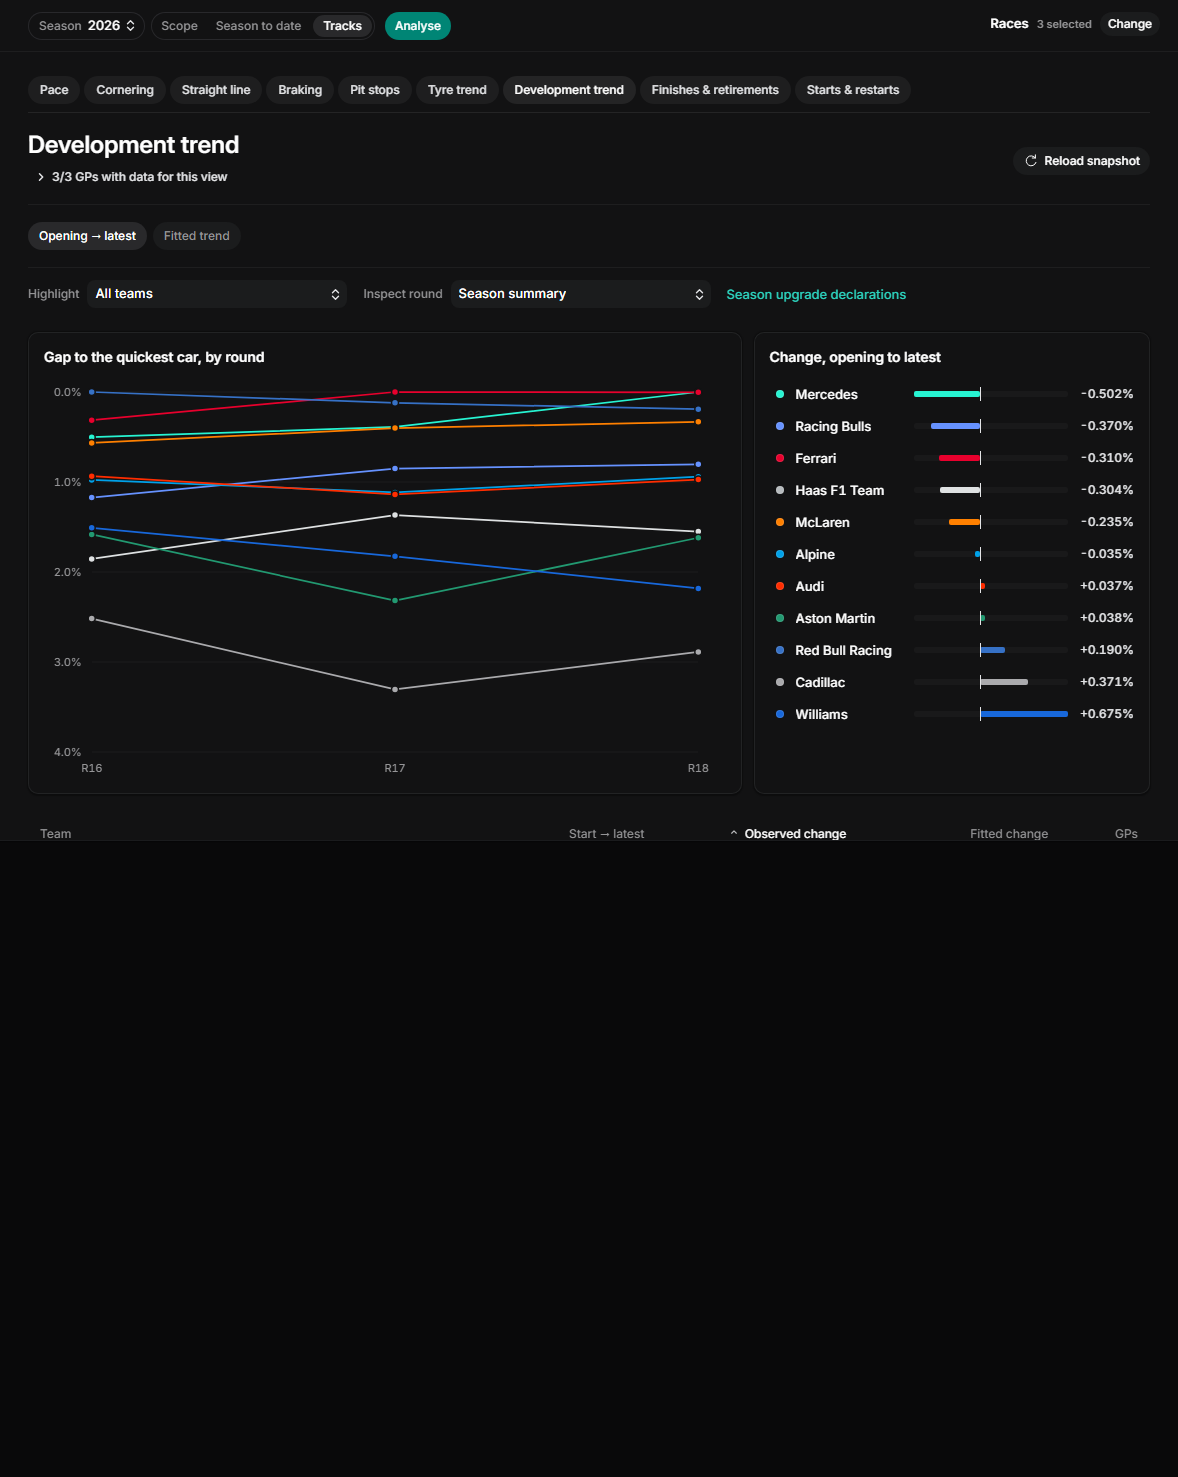 Season 2026 Scope Season to date Tracks Analyse Races 3 selected Change
Pace Cornering Straight line Braking Pit stops Tyre trend Development trend Finishes & retirements Starts & restarts
Development trend
3/3 GPs with data for this view
Reload snapshot
Opening → latest Fitted trend
Highlight All teams Inspect round Season summary Season upgrade declarations
Gap to the quickest car, by round
0.0%
1.0%
2.0%
3.0%
4.0%
R16 R17 R18
Change, opening to latest
Mercedes -0.502%
Racing Bulls -0.370%
Ferrari -0.310%
Haas F1 Team -0.304%
McLaren -0.235%
Alpine -0.035%
Audi +0.037%
Aston Martin +0.038%
Red Bull Racing +0.190%
Cadillac +0.371%
Williams +0.675%
Team Start → latest Observed change Fitted change GPs